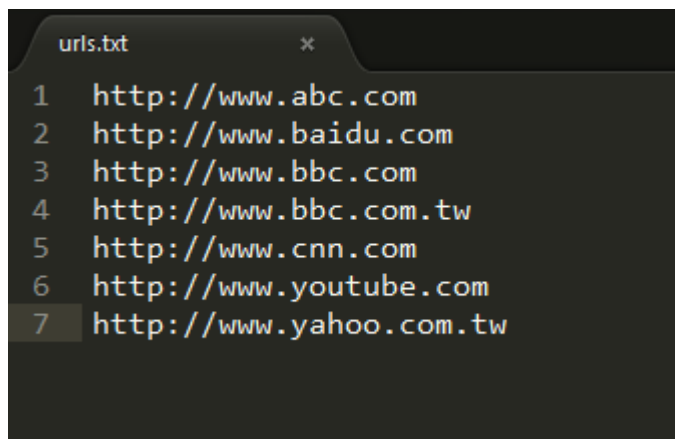 urls.txt ×
1 http://www.abc.com
2 http://www.baidu.com
3 http://www.bbc.com
4 http://www.bbc.com.tw
5 http://www.cnn.com
6 http://www.youtube.com
7 http://www.yahoo.com.tw